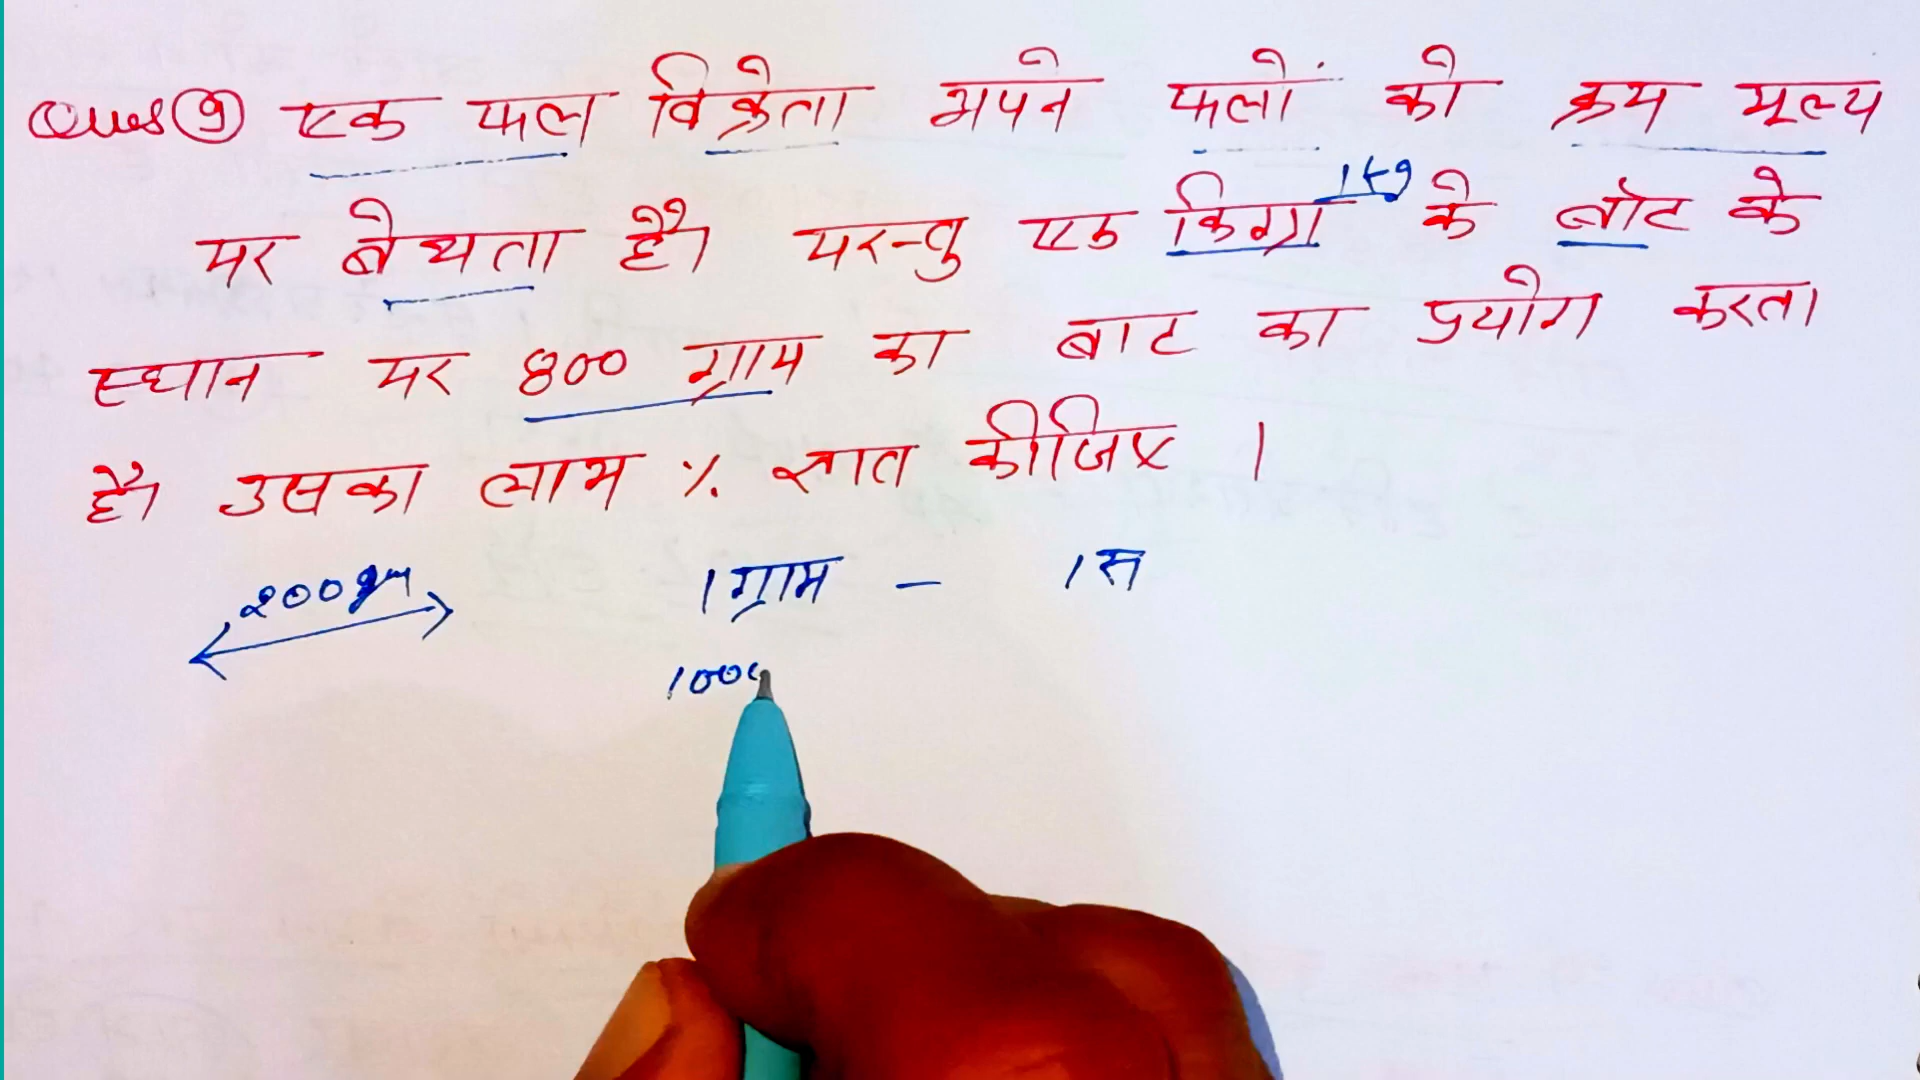 Ques ⑨ एक फल विक्रेता अपने फलों को क्रय मूल्य
पर बेचता है। परन्तु एक किग्रा 1kg के बॉट के
स्थान पर 800 ग्राम का बाट का प्रयोग करता
है। उसका लाभ % ज्ञात कीजिए ।
200gm 1ग्राम – 1रु
1000